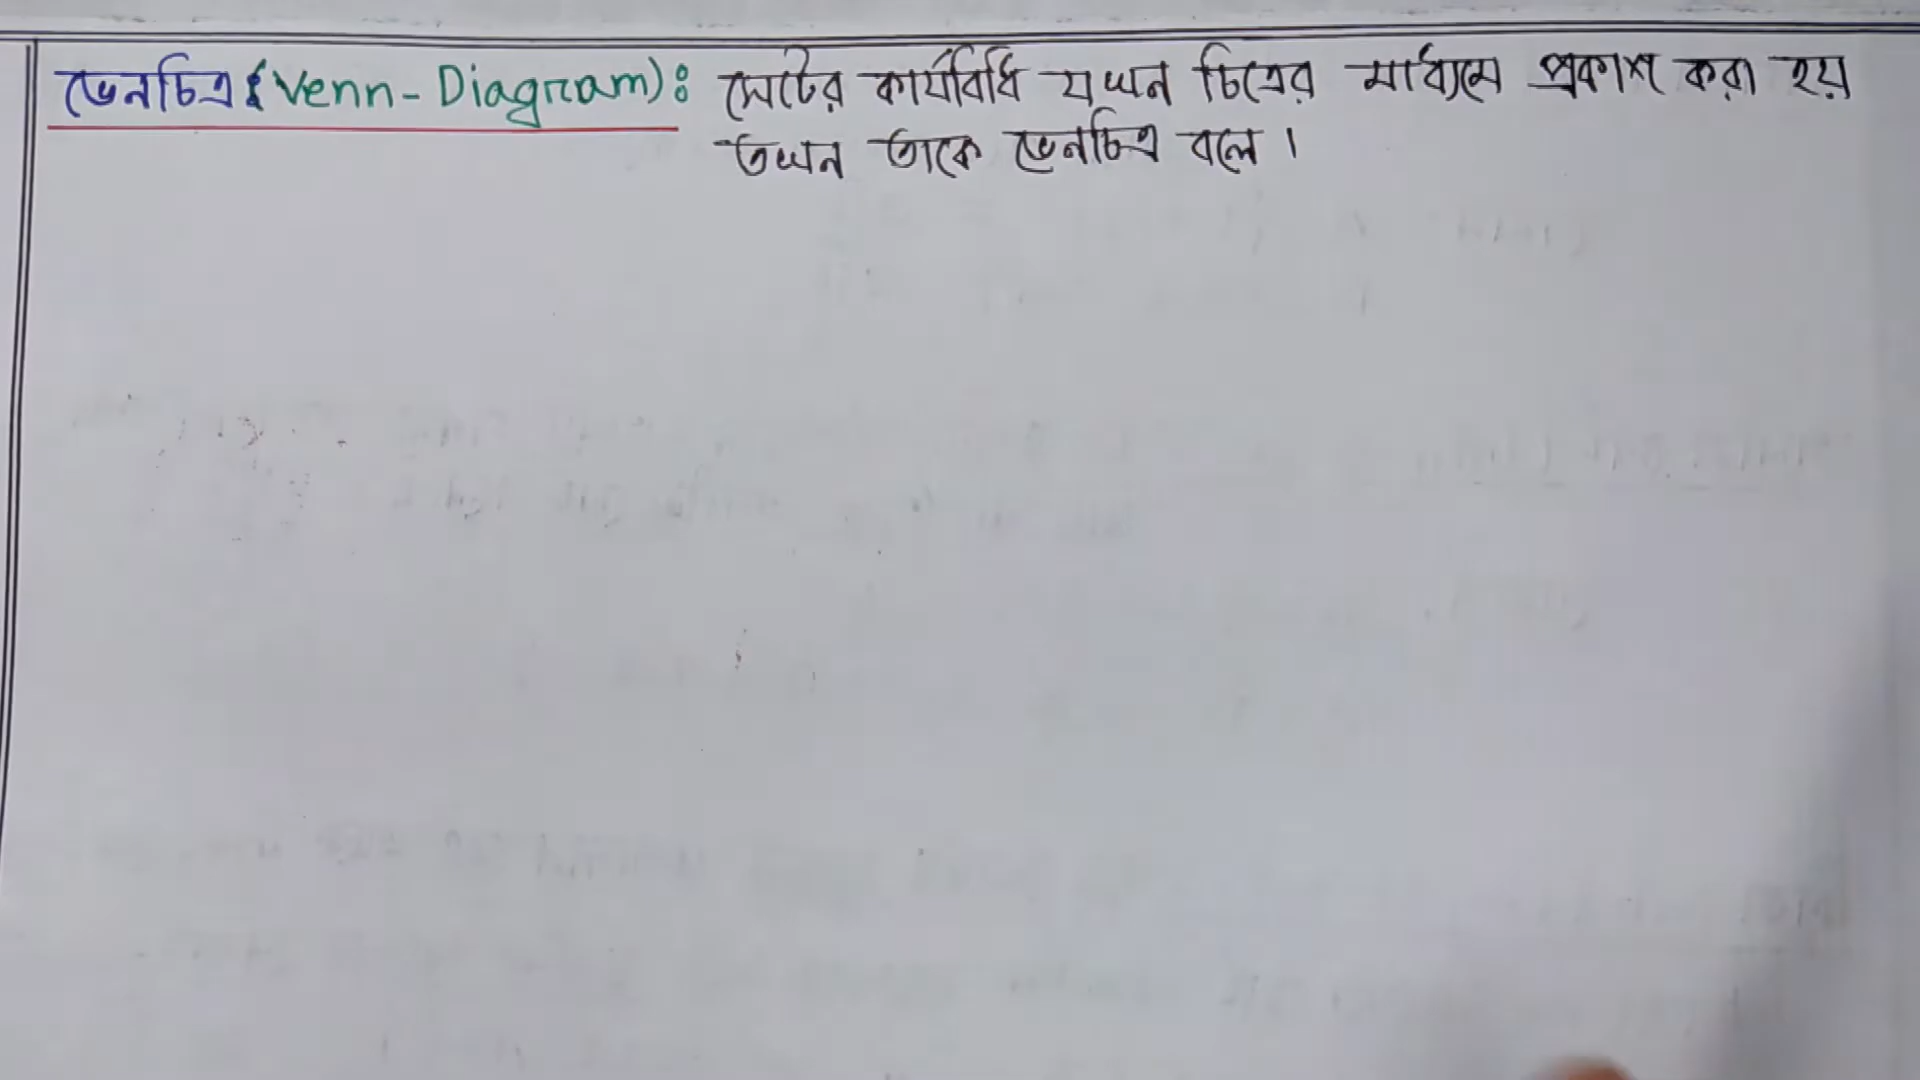 ভেনচিত্র (Venn-Diagram): সেটের কার্যবিধি যখন চিত্রের মাধ্যমে প্রকাশ করা হয়
তখন তাকে ভেনচিত্র বলে।